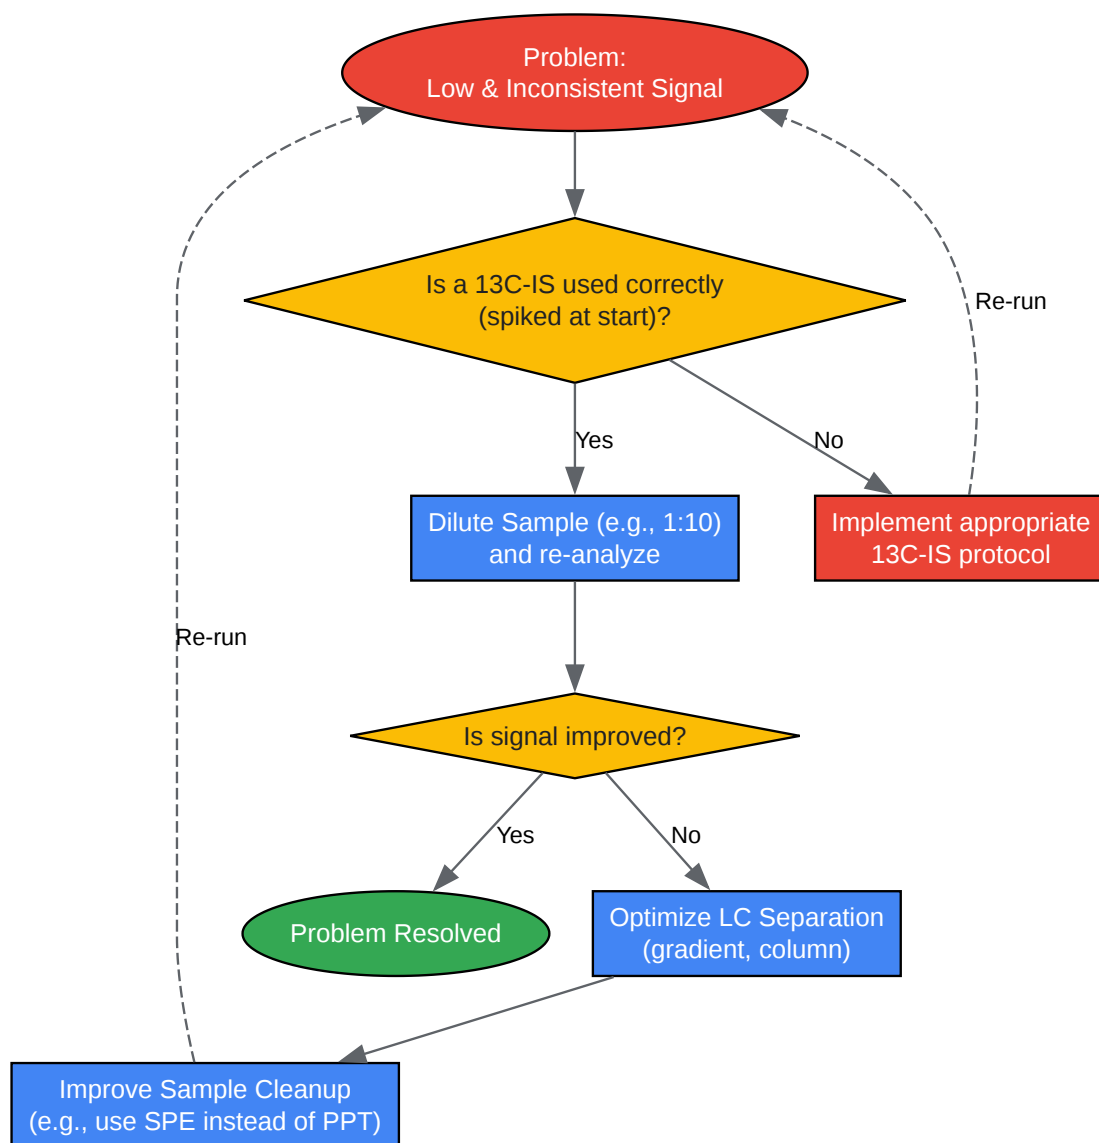 Problem:
Low & Inconsistent Signal
Is a 13C-IS used correctly
(spiked at start)?
Re-run
Yes
No
Dilute Sample (e.g., 1:10)
and re-analyze
Implement appropriate
13C-IS protocol
Re-run
Is signal improved?
Yes
No
Problem Resolved
Optimize LC Separation
(gradient, column)
Improve Sample Cleanup
(e.g., use SPE instead of PPT)